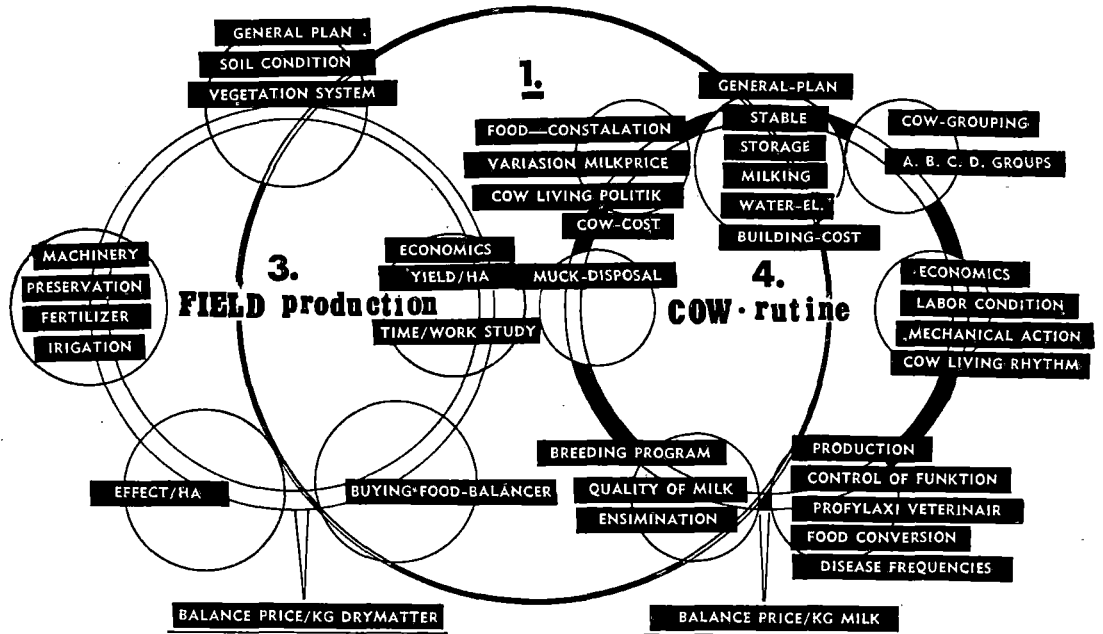 GENERAL PLAN
SOIL CONDITION
VEGETATION SYSTEM
1.
GENERAL-PLAN
STABLE
STORAGE
MILKING
WATER-EL.
BUILDING-COST
FOOD—CONSTALATION
VARIASION MILKPRICE
COW LIVING POLITIK
COW-COST
COW-GROUPING
A. B. C. D. GROUPS
MACHINERY
PRESERVATION
FERTILIZER
IRIGATION
3.
FIELD production
ECONOMICS
YIELD/HA
TIME/WORK STUDY
MUCK-DISPOSAL
4.
COW · rutine
ECONOMICS
LABOR CONDITION
MECHANICAL ACTION
COW LIVING RHYTHM
EFFECT/HA
BUYING FOOD-BALANCER
BREEDING PROGRAM
QUALITY OF MILK
ENSIMINATION
PRODUCTION
CONTROL OF FUNKTION
PROFYLAXI VETERINAIR
FOOD CONVERSION
DISEASE FREQUENCIES
BALANCE PRICE/KG DRYMATTER
BALANCE PRICE/KG MILK